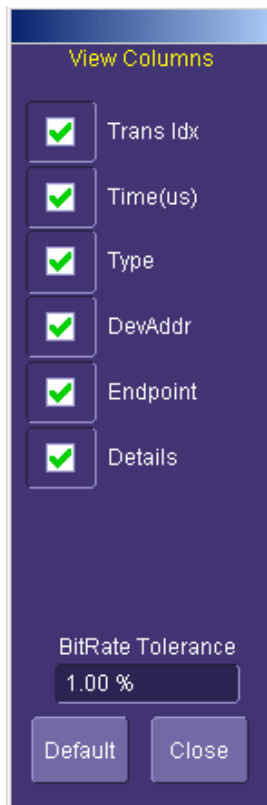 View Columns
Trans Idx
Time(us)
Type
DevAddr
Endpoint
Details
BitRate Tolerance
1.00 %
Default
Close